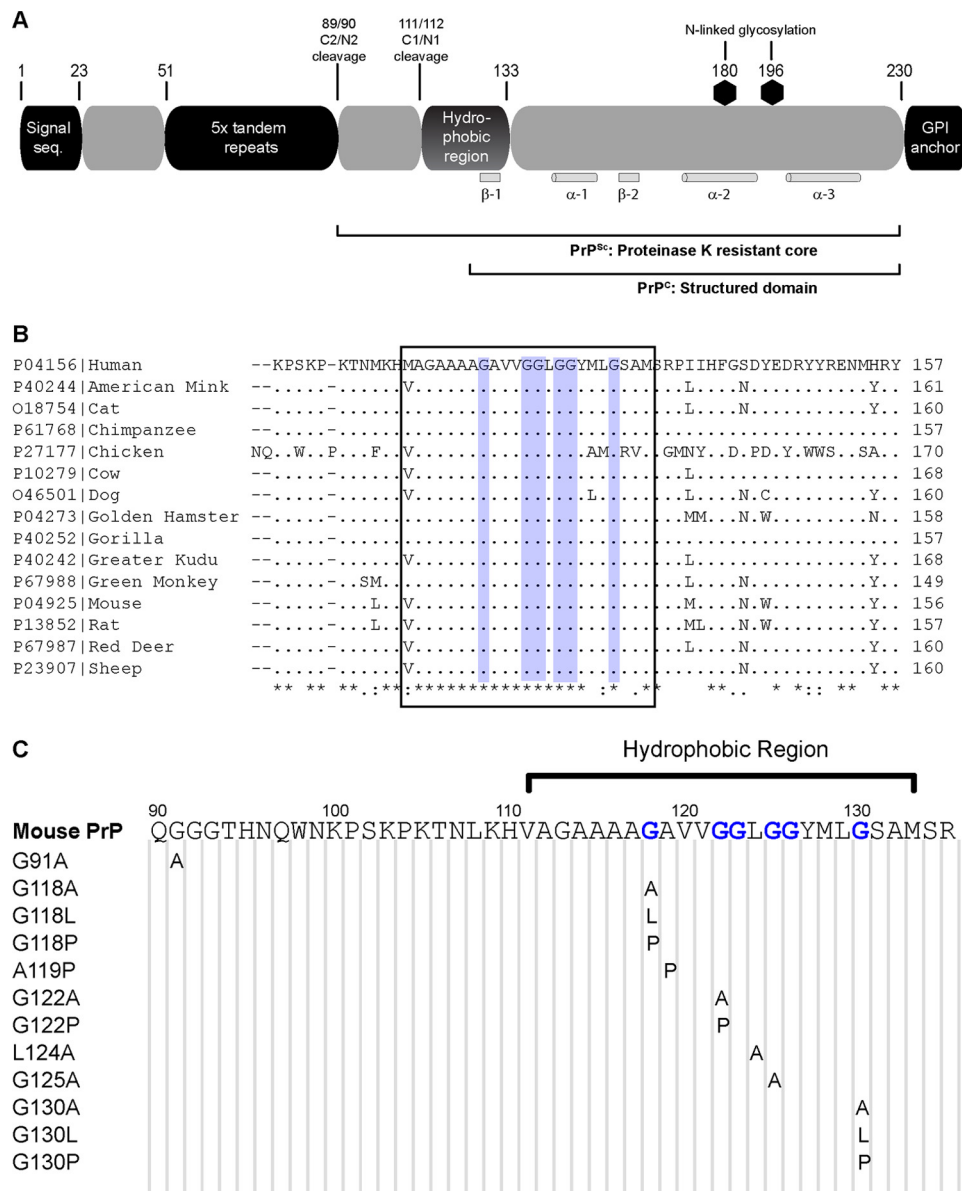 A
89/90
C2/N2
cleavage
111/112
C1/N1
cleavage
N-linked glycosylation
1 23 51 133 180 196 230
Signal seq.
5x tandem repeats
Hydro-phobic region
GPI anchor
β-1 α-1 β-2 α-2 α-3
PrPSc: Proteinase K resistant core
PrPC: Structured domain
B
P04156|Human --KPSKP-KTNMKHMAGAAAAGAVVGGLGGYMLGSAMSRPIIHFGSDYEDRYYRENMHRY 157
P40244|American Mink --.....-......V.........................L....N...........Y.. 161
O18754|Cat --.....-................................L....N...........Y.. 160
P61768|Chimpanzee --.....-.................................................... 157
P27177|Chicken NQ..W..P...F..V................AM.RV..GMNY..D.PD.Y.WWS..SA.. 170
P10279|Cow --.....-......V.........................L................... 168
O46501|Dog --.....-......V................L........L....N.C.........Y.. 160
P04273|Golden Hamster --.....-................................MM...N.W.........N.. 158
P40252|Gorilla --.....-.................................................... 157
P40242|Greater Kudu --.....-......V.........................L................Y.. 168
P67988|Green Monkey --.....-..SM............................L....N...........Y.. 149
P04925|Mouse --.....-...L..V.........................M....N.W.........Y.. 156
P13852|Rat --.....-...L..V.........................ML...N.W.........Y.. 157
P67987|Red Deer --.....-......V.........................L................Y.. 160
P23907|Sheep --.....-......V..............................N...........Y.. 160
** ** ** .:**:**************** :* .** ** .. * *:: ** **
C
Hydrophobic Region
90 100 110 120 130
Mouse PrP QGGGTHNQWNKPSKPKTNLKHVAGAAAAGAVVGGLGGYMLGSAMSR
G91A A
G118A A
G118L L
G118P P
A119P P
G122A A
G122P P
L124A A
G125A A
G130A A
G130L L
G130P P